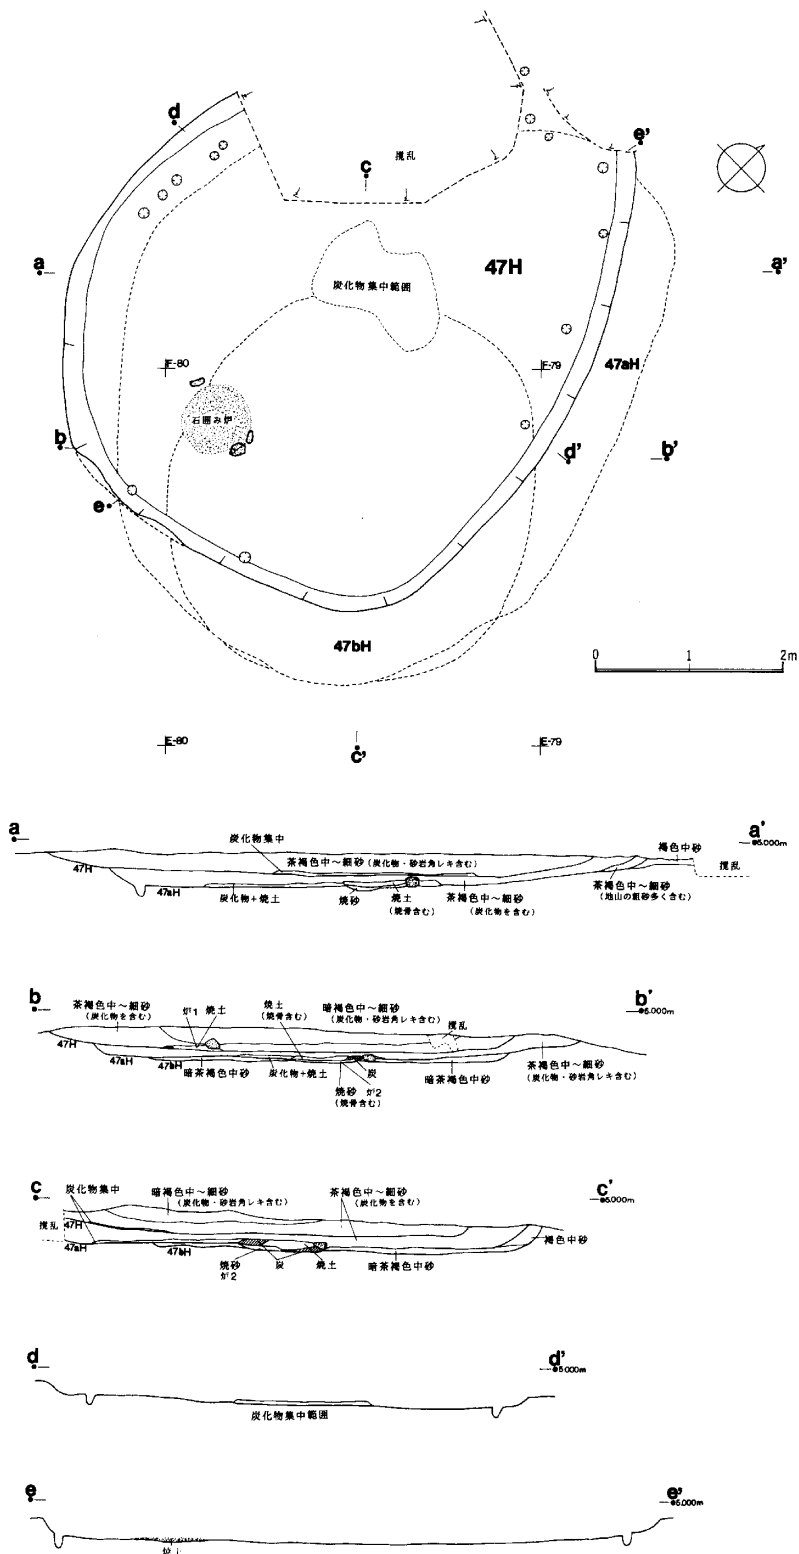 d
c
攪乱
e'
a
炭化物集中範囲
47H
a'
F-80
F-79
47aH
石囲み炉
b
d'
b'
e
47bH
0 1 2m
E-80
E-79
c'
a
炭化物集中
47H
茶褐色中～細砂(炭化物・砂岩角レキ含む)
褐色中砂
a'
5.000m
攪乱
47aH
炭化物+焼土
焼砂
焼土
(焼骨含む)
茶褐色中～細砂
(炭化物を含む)
茶褐色中～細砂
(地山の粗砂多く含む)
b
茶褐色中～細砂
(炭化物を含む)
炉1
焼土
焼土
(焼骨含む)
暗褐色中～細砂
(炭化物・砂岩角レキ含む)
攪乱
b'
5.000m
47H
47aH
47bH
暗茶褐色中砂
炭化物+焼土
焼砂
(焼骨含む)
炉2
炭
暗茶褐色中砂
茶褐色中～細砂
(炭化物・砂岩角レキ含む)
c
炭化物集中
暗褐色中～細砂
(炭化物・砂岩角レキ含む)
茶褐色中～細砂
(炭化物を含む)
c'
5.000m
攪乱
47H
47aH
47bH
焼砂
炉2
炭
焼土
暗茶褐色中砂
褐色中砂
d
d'
5.000m
炭化物集中範囲
e
e'
5.000m